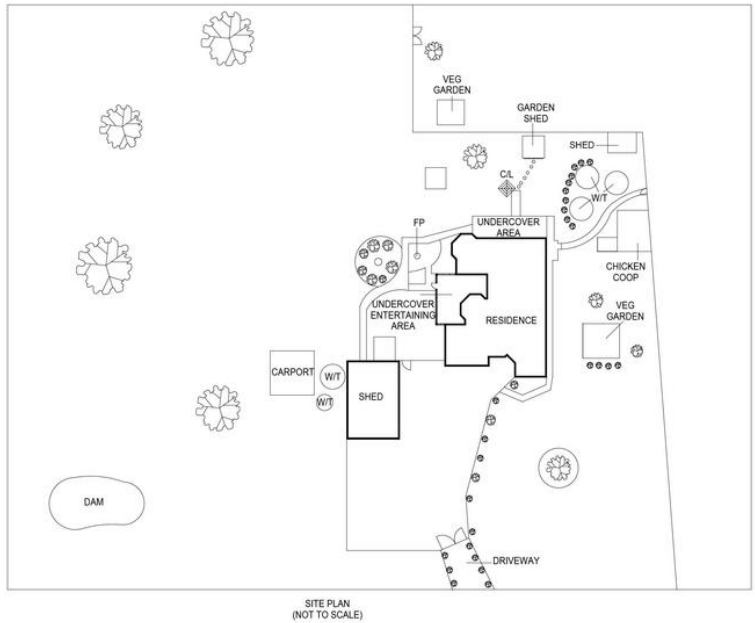 VEG
GARDEN
GARDEN
SHED
SHED
C/L
W/T
FP
UNDERCOVER
AREA
CHICKEN
COOP
UNDERCOVER
ENTERTAINING
AREA
RESIDENCE
VEG
GARDEN
CARPORT
W/T
W/T
SHED
DAM
DRIVEWAY
SITE PLAN
(NOT TO SCALE)